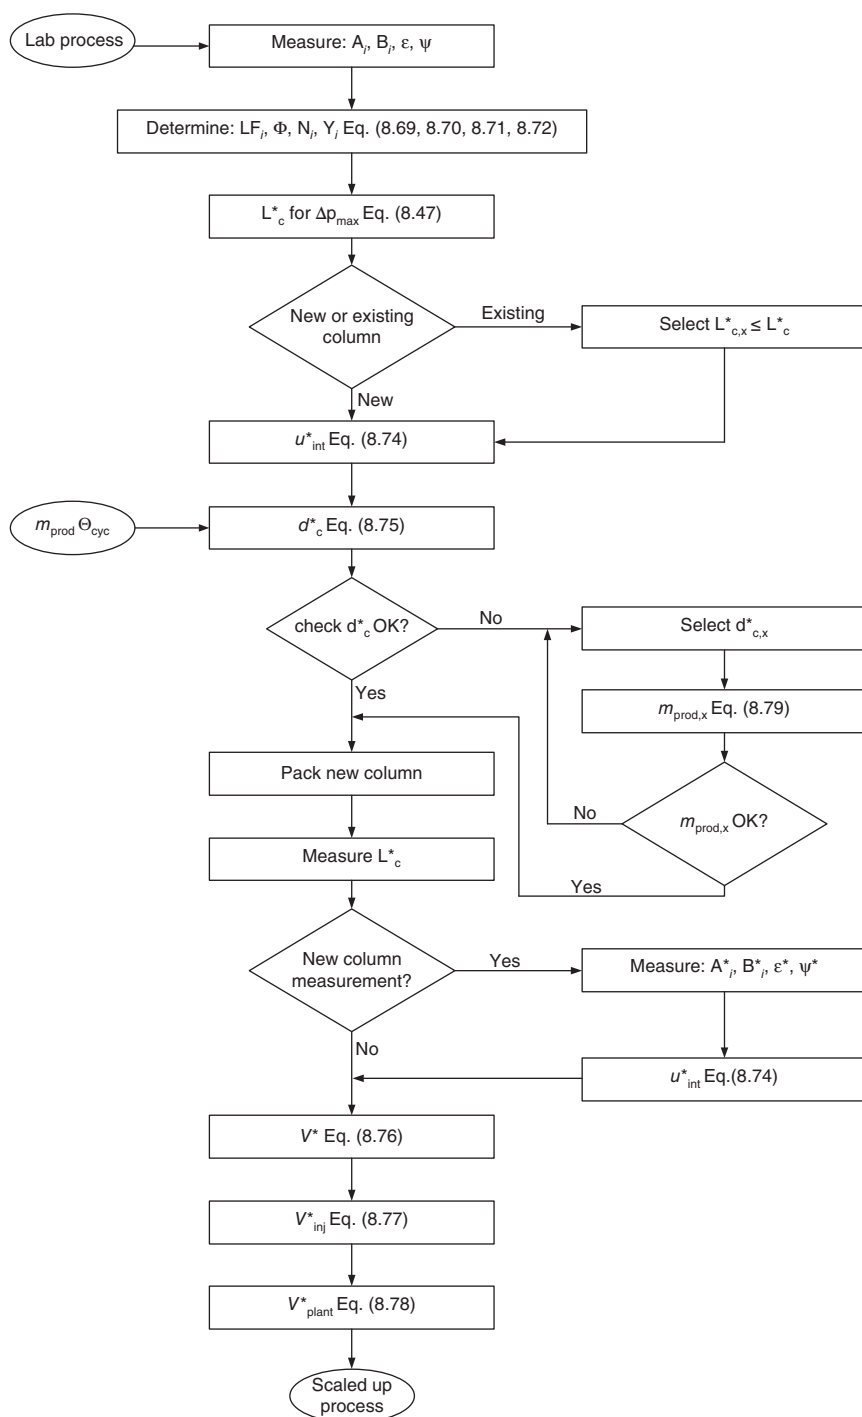 Lab process
Measure: Aᵢ, Bᵢ, ε, ψ
Determine: LFᵢ, Φ, Nᵢ, Yᵢ Eq. (8.69, 8.70, 8.71, 8.72)
L*c for Δpmax Eq. (8.47)
New or existing
column
Existing
Select L*c,x ≤ L*c
New
u*int Eq. (8.74)
mprod Θcyc
d*c Eq. (8.75)
check d*c OK?
No
Select d*c,x
Yes
mprod,x Eq. (8.79)
Pack new column
No
mprod,x OK?
Measure L*c
Yes
New column
measurement?
Yes
Measure: A*ᵢ, B*ᵢ, ε*, ψ*
No
u*int Eq.(8.74)
V* Eq. (8.76)
V*inj Eq. (8.77)
V*plant Eq. (8.78)
Scaled up
process